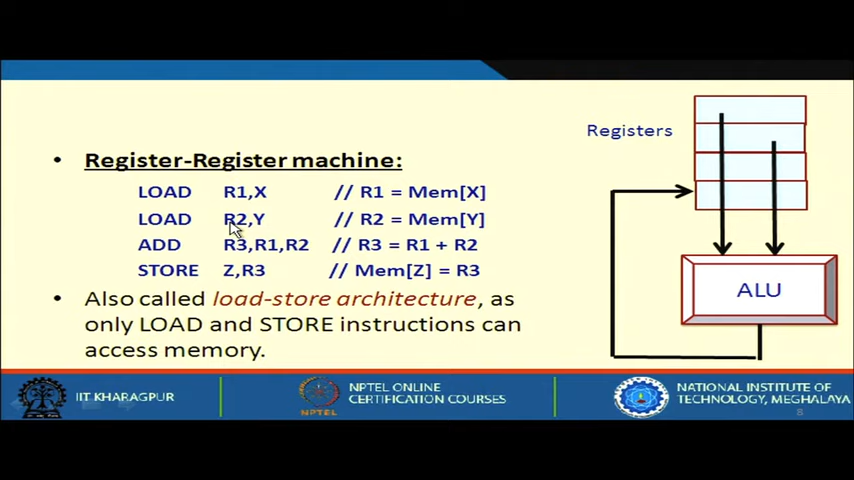 • Register-Register machine:
LOAD R1,X // R1 = Mem[X]
LOAD R2,Y // R2 = Mem[Y]
ADD R3,R1,R2 // R3 = R1 + R2
STORE Z,R3 // Mem[Z] = R3
• Also called load-store architecture, as
only LOAD and STORE instructions can
access memory.
Registers
ALU
IIT KHARAGPUR
NPTEL
NPTEL ONLINE
CERTIFICATION COURSES
NATIONAL INSTITUTE OF
TECHNOLOGY, MEGHALAYA
8